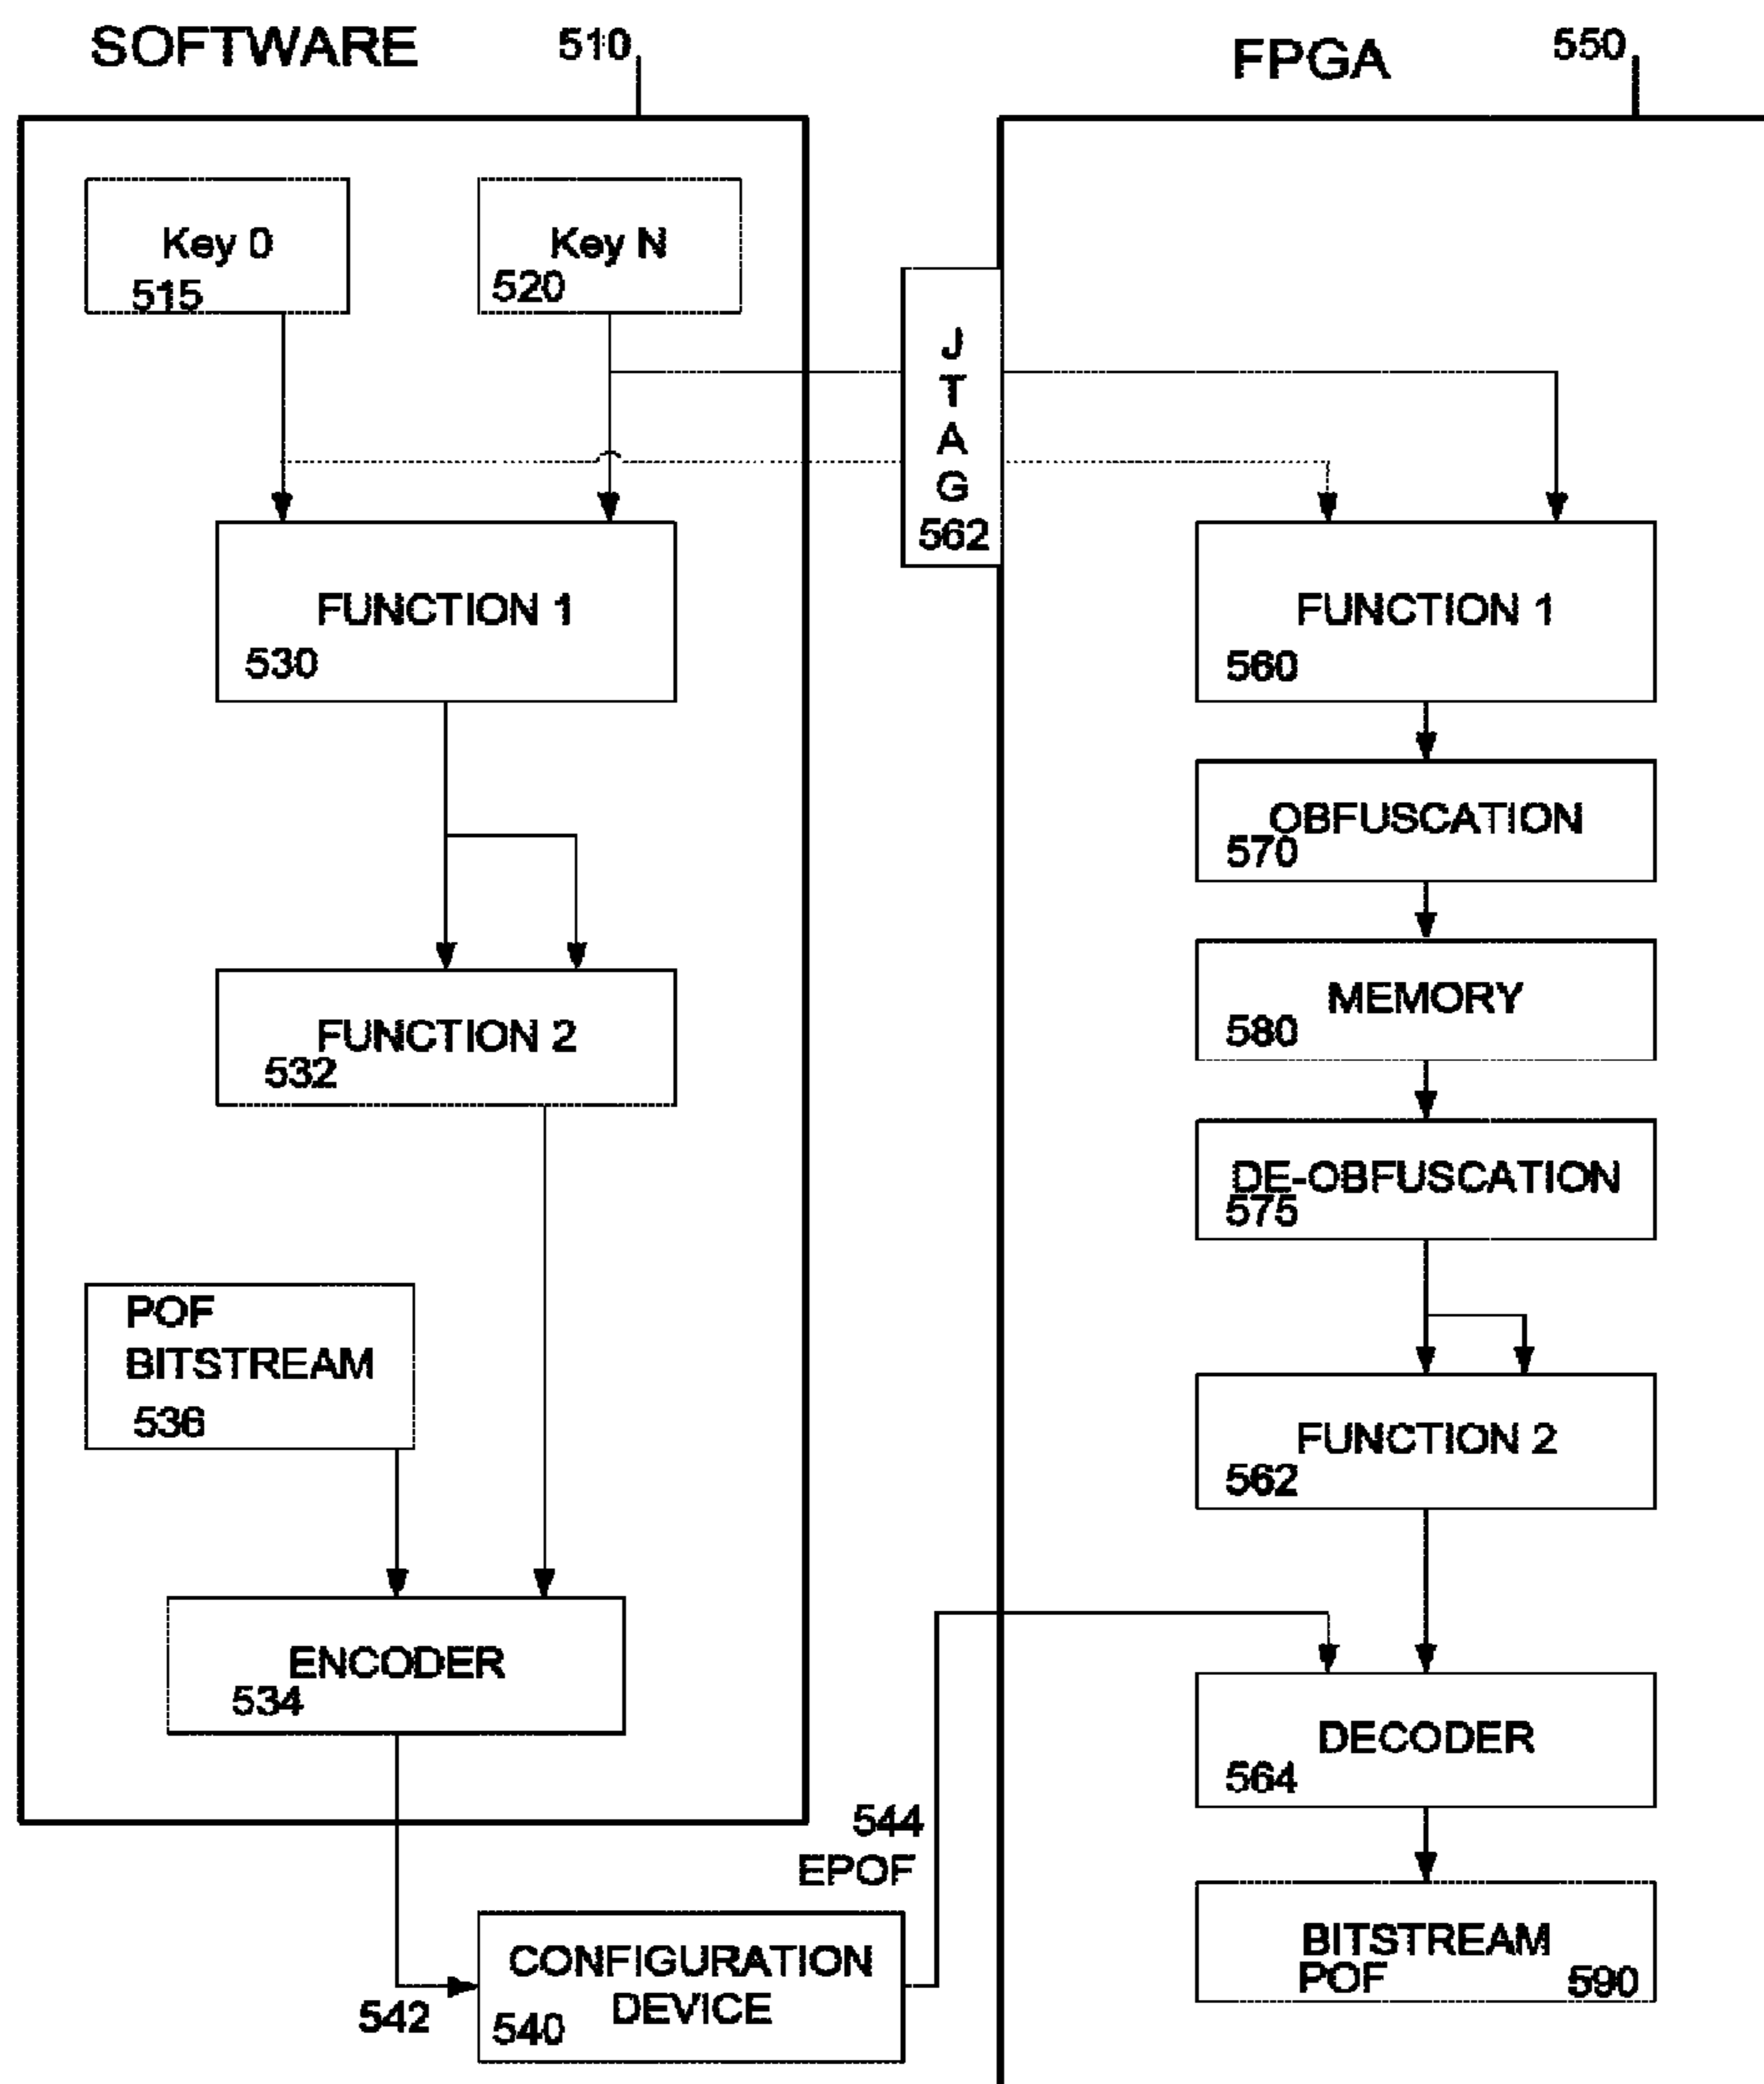 SOFTWARE
510
FPGA
550
Key 0
515
Key N
520
J
T
A
G
562
FUNCTION 1
530
FUNCTION 1
560
OBFUSCATION
570
MEMORY
580
FUNCTION 2
532
DE-OBFUSCATION
575
POF
BITSTREAM
536
FUNCTION 2
562
ENCODER
534
DECODER
564
544
EPOF
CONFIGURATION
DEVICE
540
542
BITSTREAM
POF
590